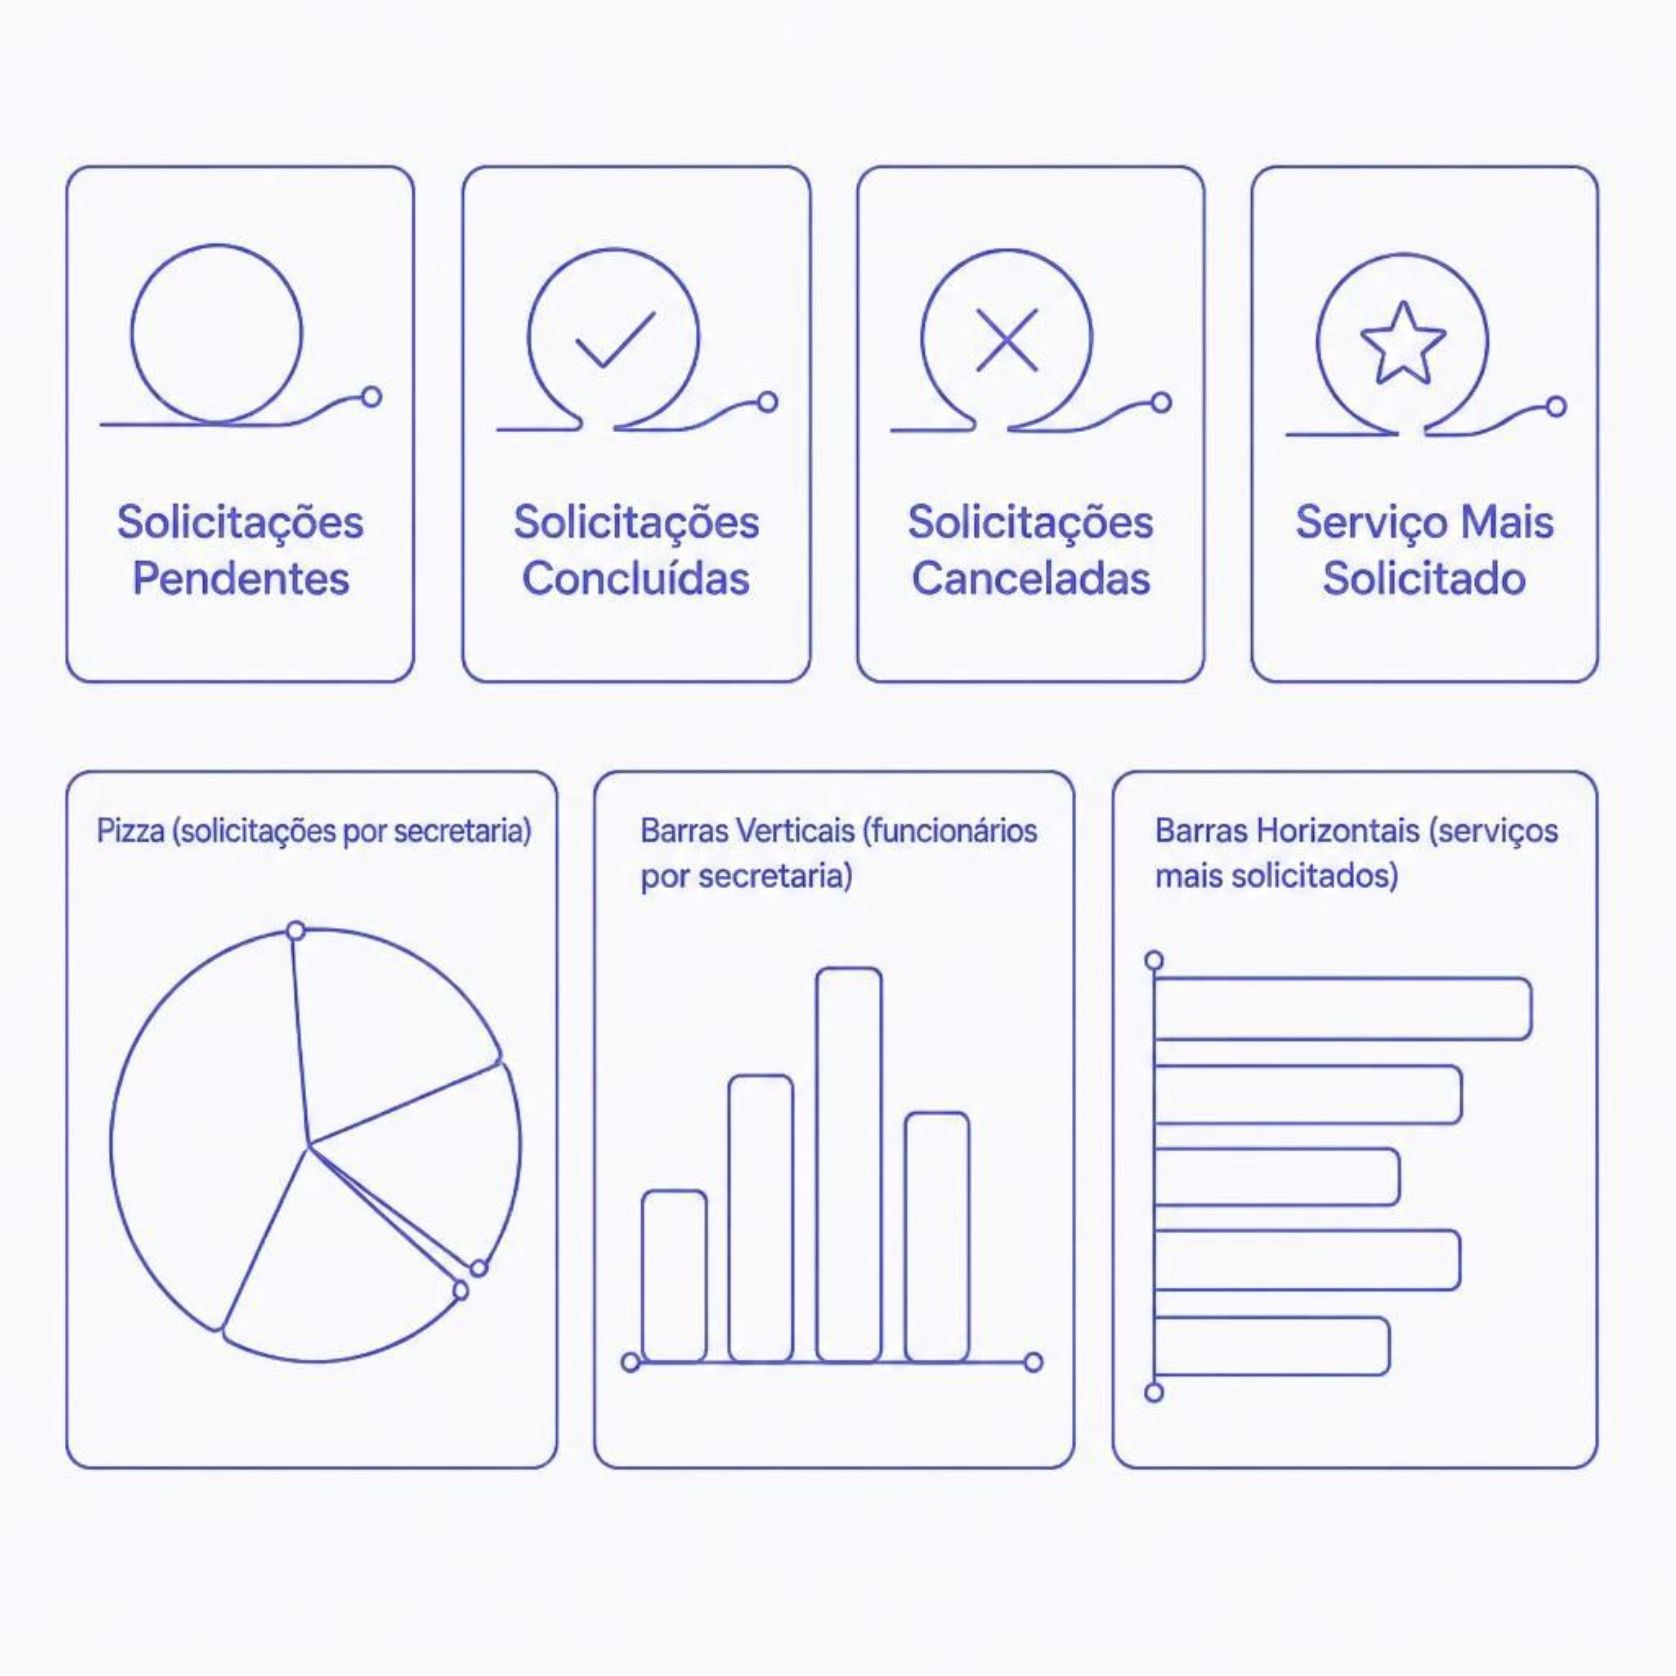 Solicitações
Pendentes
Solicitações
Concluídas
Solicitações
Canceladas
Serviço Mais
Solicitado
Pizza (solicitações por secretaria)
Barras Verticais (funcionários
por secretaria)
Barras Horizontais (serviços
mais solicitados)